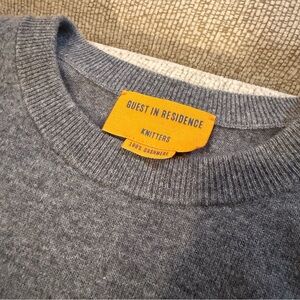 GUEST IN RESIDENCE
KNITTERS
100% CASHMERE